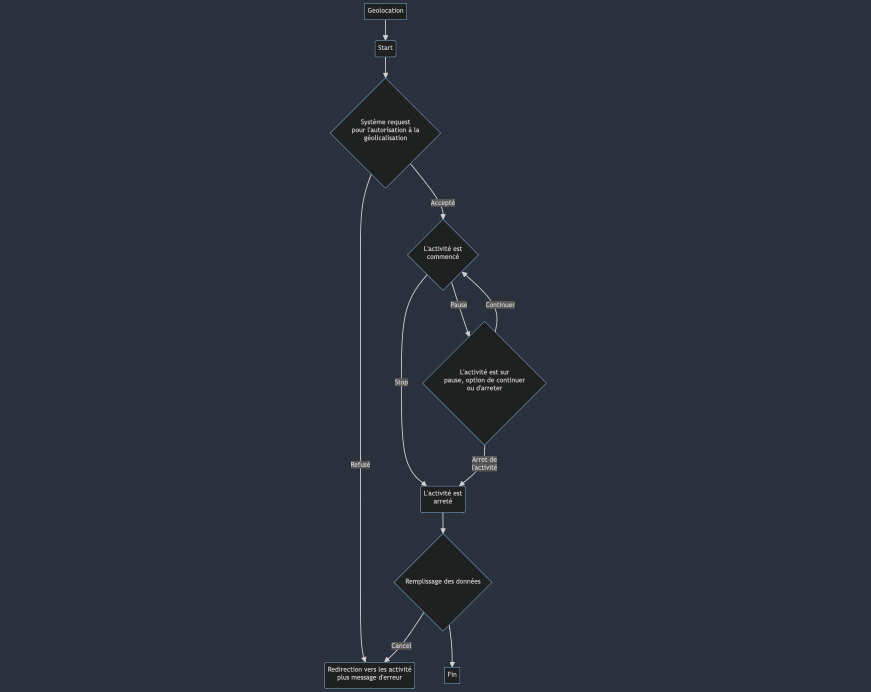 Geolocation
Start
Système request
pour l'autorisation à la
géolicalisation
Accepté
L'activité est
commencé
Pause
Continuer
L'activité est sur
pause, option de continuer
ou d'arreter
Stop
Arret de
l'activité
Refusé
L'activité est
arreté
Remplissage des données
Cancel
Redirection vers les activité
plus message d'erreur
Fin